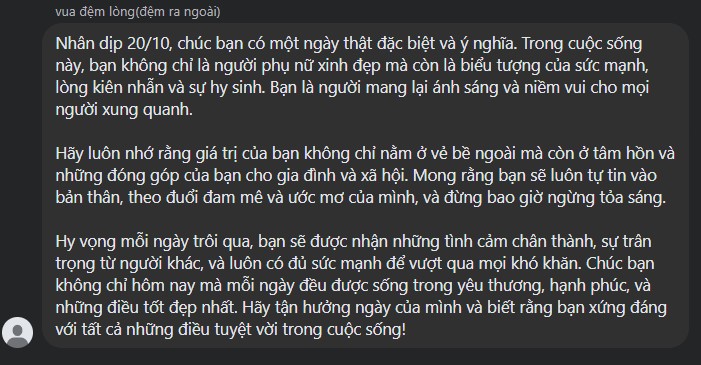 vua đệm lòng(đệm ra ngoài)
Nhân dịp 20/10, chúc bạn có một ngày thật đặc biệt và ý nghĩa. Trong cuộc sống
này, bạn không chỉ là người phụ nữ xinh đẹp mà còn là biểu tượng của sức mạnh,
lòng kiên nhẫn và sự hy sinh. Bạn là người mang lại ánh sáng và niềm vui cho mọi
người xung quanh.
Hãy luôn nhớ rằng giá trị của bạn không chỉ nằm ở vẻ bề ngoài mà còn ở tâm hồn và
những đóng góp của bạn cho gia đình và xã hội. Mong rằng bạn sẽ luôn tự tin vào
bản thân, theo đuổi đam mê và ước mơ của mình, và đừng bao giờ ngừng tỏa sáng.
Hy vọng mỗi ngày trôi qua, bạn sẽ được nhận những tình cảm chân thành, sự trân
trọng từ người khác, và luôn có đủ sức mạnh để vượt qua mọi khó khăn. Chúc bạn
không chỉ hôm nay mà mỗi ngày đều được sống trong yêu thương, hạnh phúc, và
những điều tốt đẹp nhất. Hãy tận hưởng ngày của mình và biết rằng bạn xứng đáng
với tất cả những điều tuyệt vời trong cuộc sống!